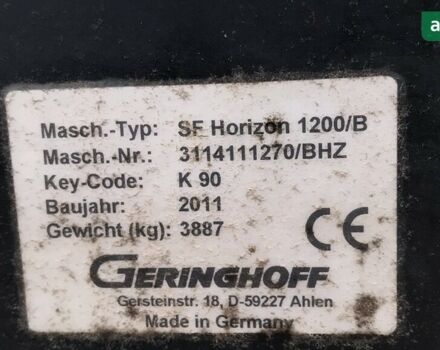 Masch.-Typ: SF Horizon 1200/B
Masch.-Nr.: 3114111270/BHZ
Key-Code: K 90
Baujahr: 2011
Gewicht (kg): 3887
CE
GERINGHOFF
Gersteinstr. 18, D-59227 Ahlen
Made in Germany
a